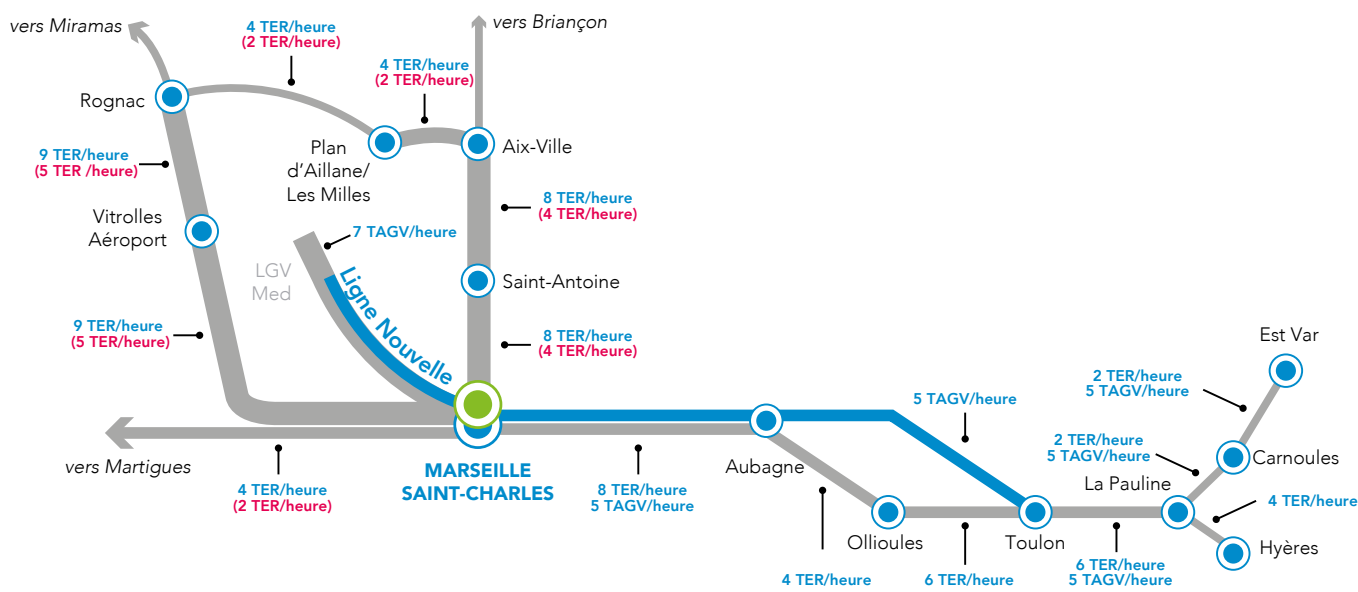 vers Miramas
4 TER/heure
(2 TER/heure)
vers Briançon
4 TER/heure
(2 TER/heure)
Rognac
Plan
d’Aillane/
Les Milles
Aix-Ville
9 TER/heure
(5 TER /heure)
8 TER/heure
(4 TER/heure)
Vitrolles
Aéroport
7 TAGV/heure
LGV
Med
Ligne Nouvelle
Saint-Antoine
9 TER/heure
(5 TER/heure)
8 TER/heure
(4 TER/heure)
Est Var
2 TER/heure
5 TAGV/heure
5 TAGV/heure
2 TER/heure
5 TAGV/heure
Carnoules
vers Martigues
MARSEILLE
SAINT-CHARLES
Aubagne
La Pauline
4 TER/heure
(2 TER/heure)
8 TER/heure
5 TAGV/heure
4 TER/heure
Ollioules
Toulon
Hyères
4 TER/heure
6 TER/heure
6 TER/heure
5 TAGV/heure